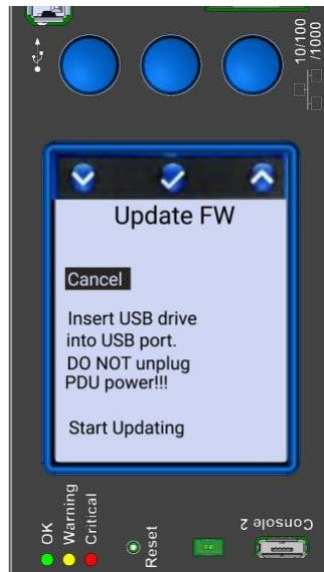 10/100
/1000
Update FW
Cancel
Insert USB drive
into USB port.
DO NOT unplug
PDU power!!!
Start Updating
OK
Warning
Critical
Reset
Console 2